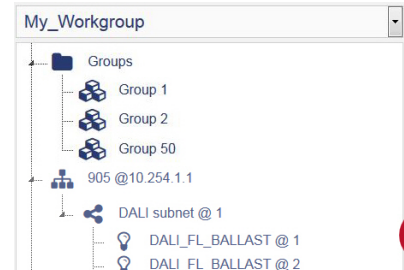 My_Workgroup
Groups
Group 1
Group 2
Group 50
905 @10.254.1.1
DALI subnet @ 1
DALI_FL_BALLAST @ 1
DALI_FL_BALLAST @ 2